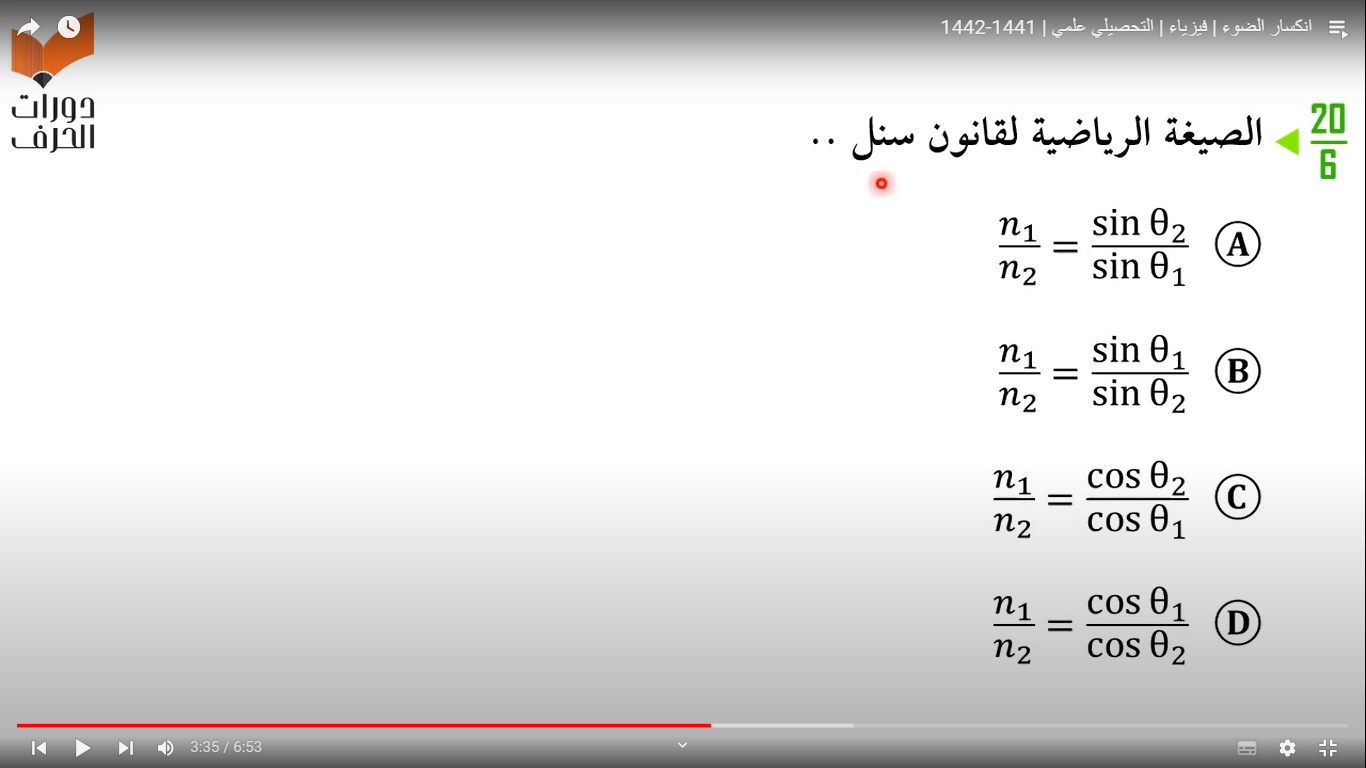 انكسار الضوء | فيزياء | التحصيلي علمي | 1441-1442
دورات
الحرف
20/6
الصيغة الرياضية لقانون سنل ..
A n₁/n₂ = sin θ₂/sin θ₁
B n₁/n₂ = sin θ₁/sin θ₂
C n₁/n₂ = cos θ₂/cos θ₁
D n₁/n₂ = cos θ₁/cos θ₂
3:35 / 6:53